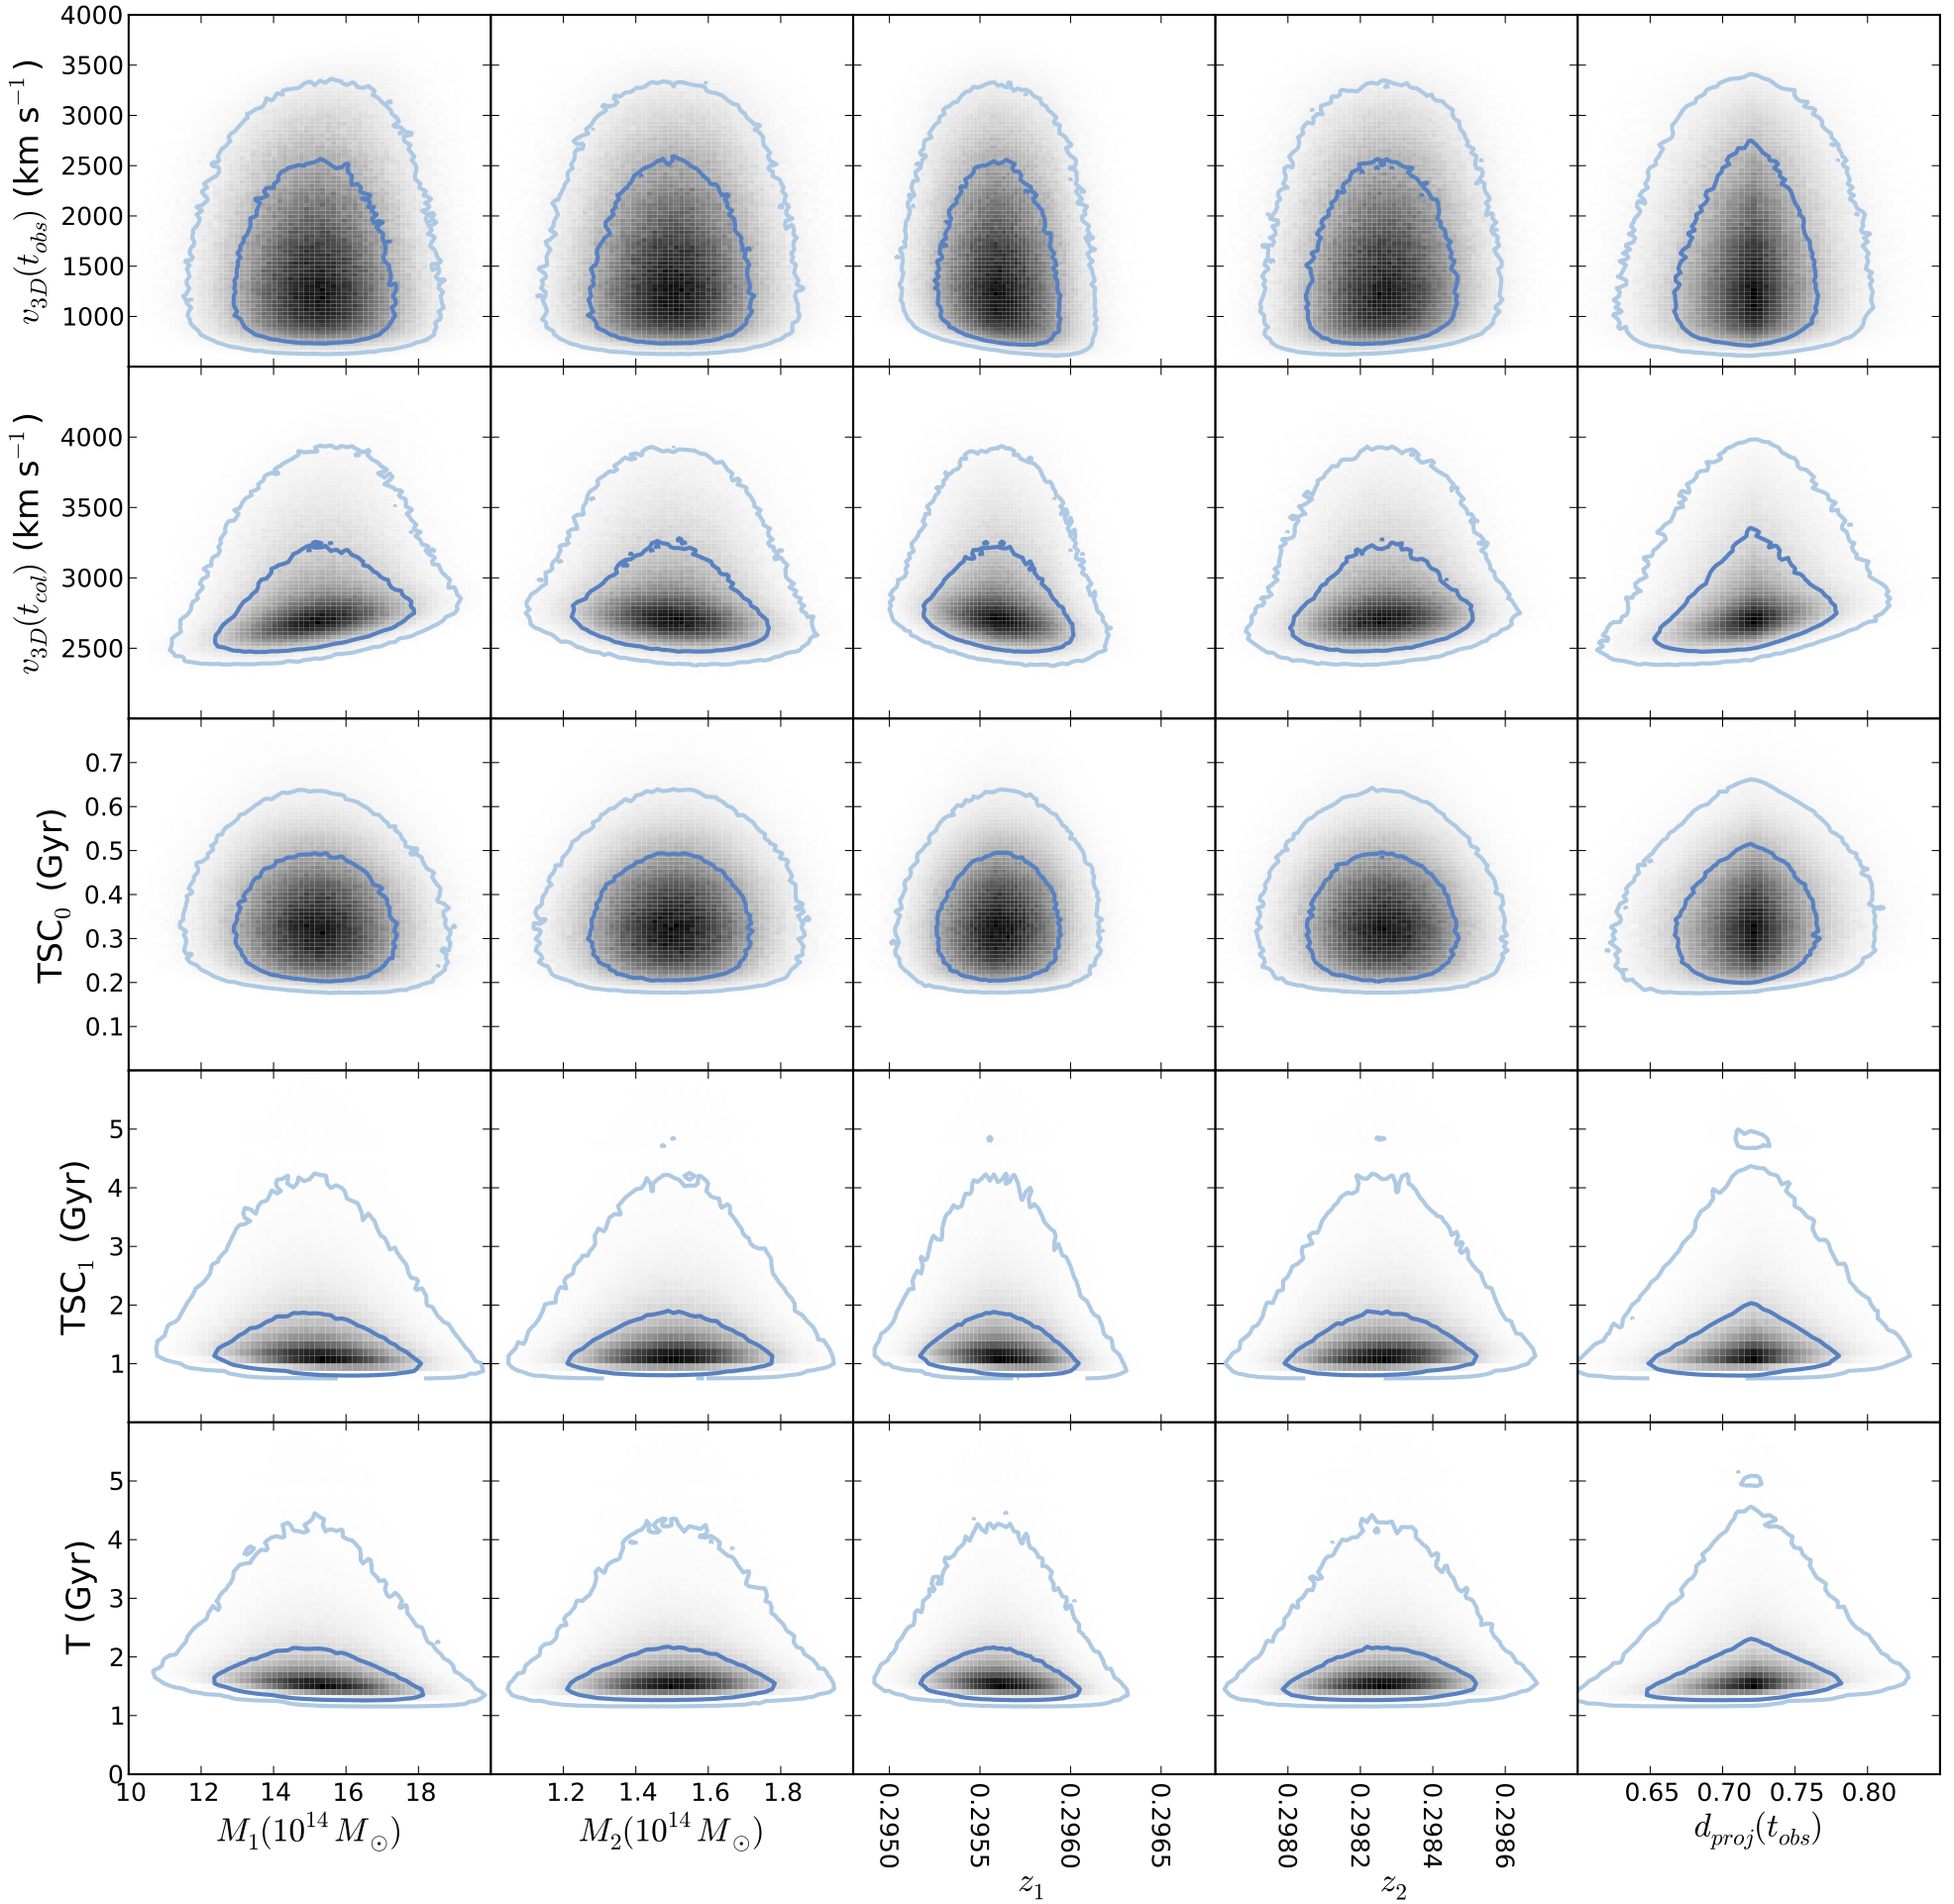 4000
3500
3000
2500
2000
1500
1000
v3D(tobs) (km s−1)
4000
3500
3000
2500
v3D(tcol) (km s−1)
0.7
0.6
0.5
0.4
0.3
0.2
0.1
TSC0 (Gyr)
5
4
3
2
1
TSC1 (Gyr)
5
4
3
2
1
0
T (Gyr)
10 12 14 16 18
M1(10^14 M⊙)
1.2 1.4 1.6 1.8
M2(10^14 M⊙)
0.2950 0.2955 0.2960 0.2965
z1
0.2980 0.2982 0.2984 0.2986
z2
0.65 0.70 0.75 0.80
dproj(tobs)